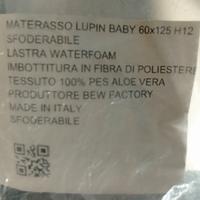 MATERASSO LUPIN BABY 60x125 H12
SFODERABILE
LASTRA WATERFOAM
IMBOTTITURA IN FIBRA DI POLIESTERE
TESSUTO 100% PES ALOE VERA
PRODUTTORE BEW FACTORY
MADE IN ITALY
SFODERABILE